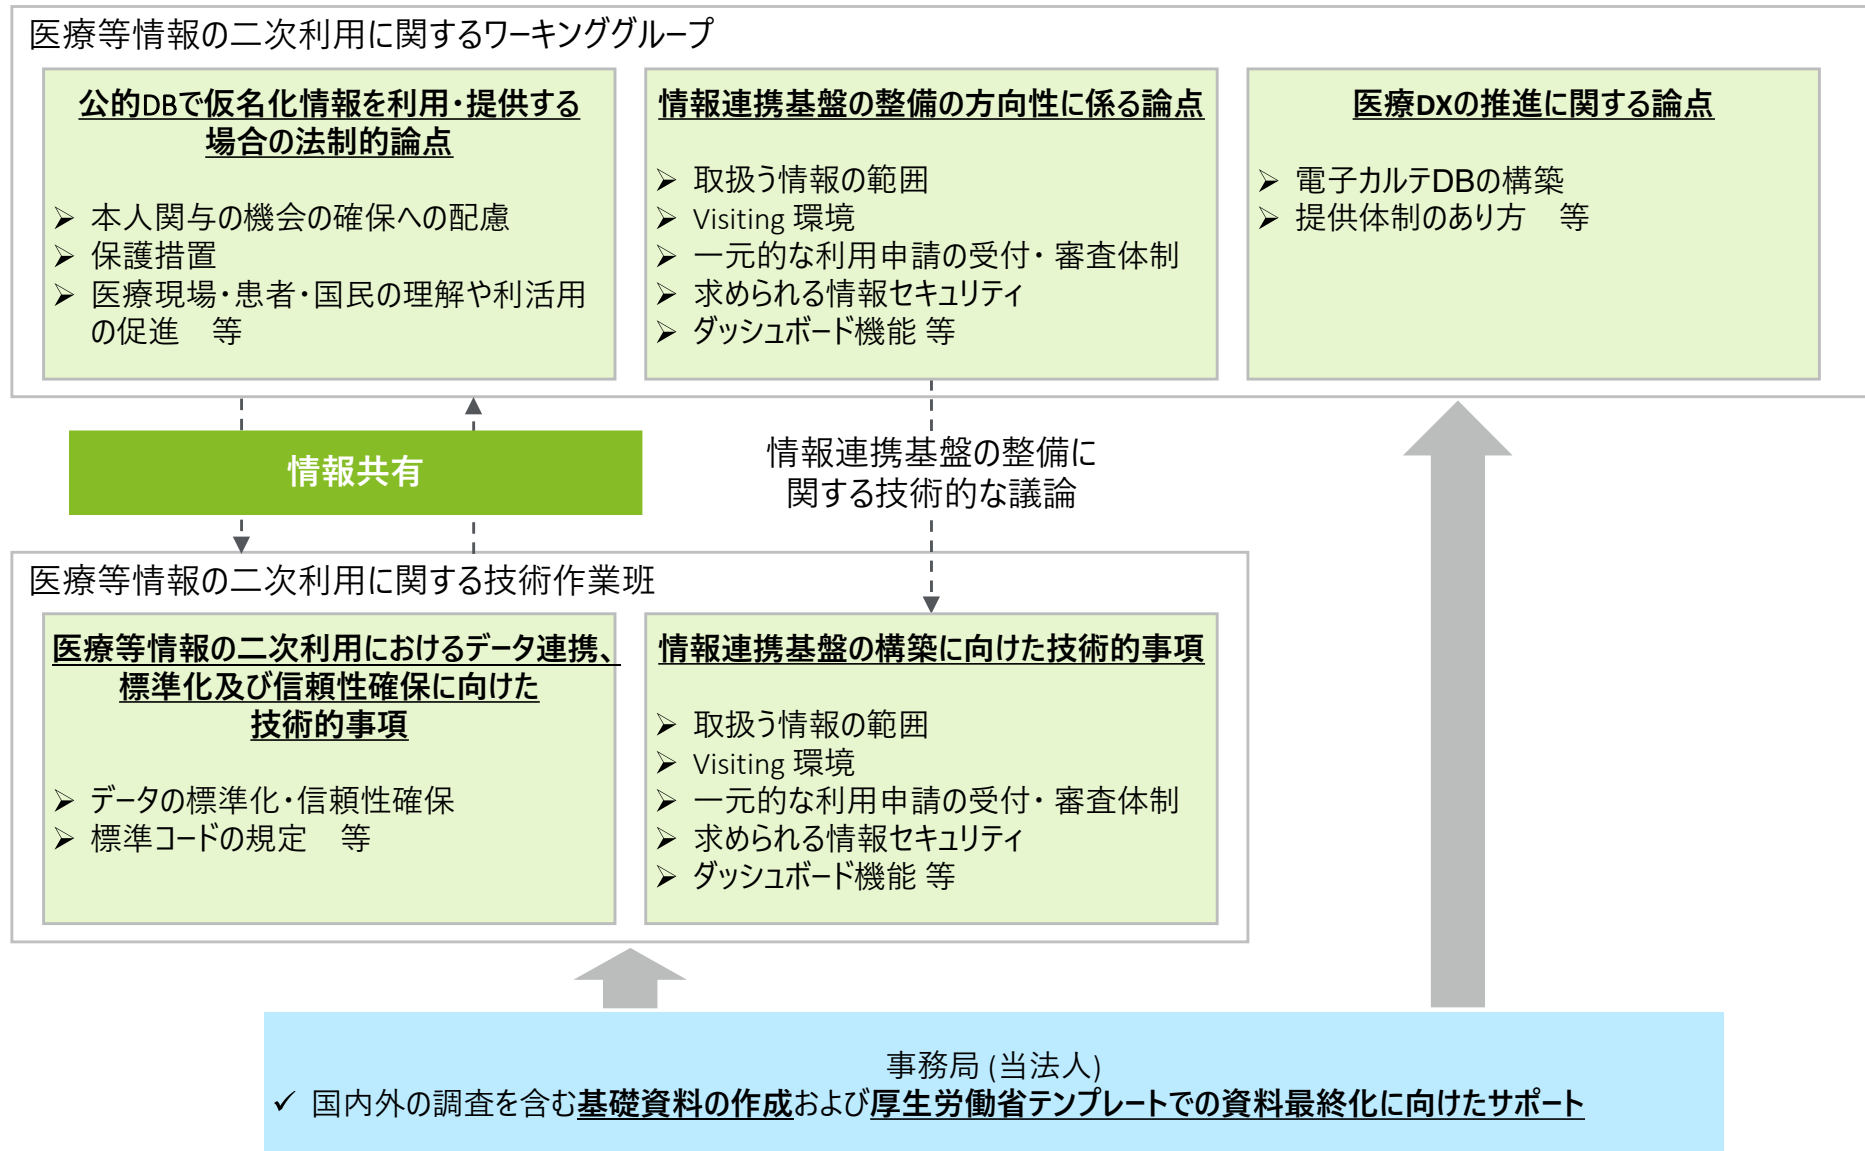 医療等情報の二次利用に関するワーキンググループ
公的DBで仮名化情報を利用・提供する
場合の法制的論点
➢ 本人関与の機会の確保への配慮
➢ 保護措置
➢ 医療現場・患者・国民の理解や利活用
の促進　等
情報連携基盤の整備の方向性に係る論点
➢ 取扱う情報の範囲
➢ Visiting 環境
➢ 一元的な利用申請の受付・ 審査体制
➢ 求められる情報セキュリティ
➢ ダッシュボード機能 等
医療DXの推進に関する論点
➢ 電子カルテDBの構築
➢ 提供体制のあり方　等
情報共有
情報連携基盤の整備に
関する技術的な議論
医療等情報の二次利用に関する技術作業班
医療等情報の二次利用におけるデータ連携、
標準化及び信頼性確保に向けた
技術的事項
➢ データの標準化・信頼性確保
➢ 標準コードの規定　等
情報連携基盤の構築に向けた技術的事項
➢ 取扱う情報の範囲
➢ Visiting 環境
➢ 一元的な利用申請の受付・ 審査体制
➢ 求められる情報セキュリティ
➢ ダッシュボード機能 等
事務局 (当法人)
✓ 国内外の調査を含む基礎資料の作成および厚生労働省テンプレートでの資料最終化に向けたサポート